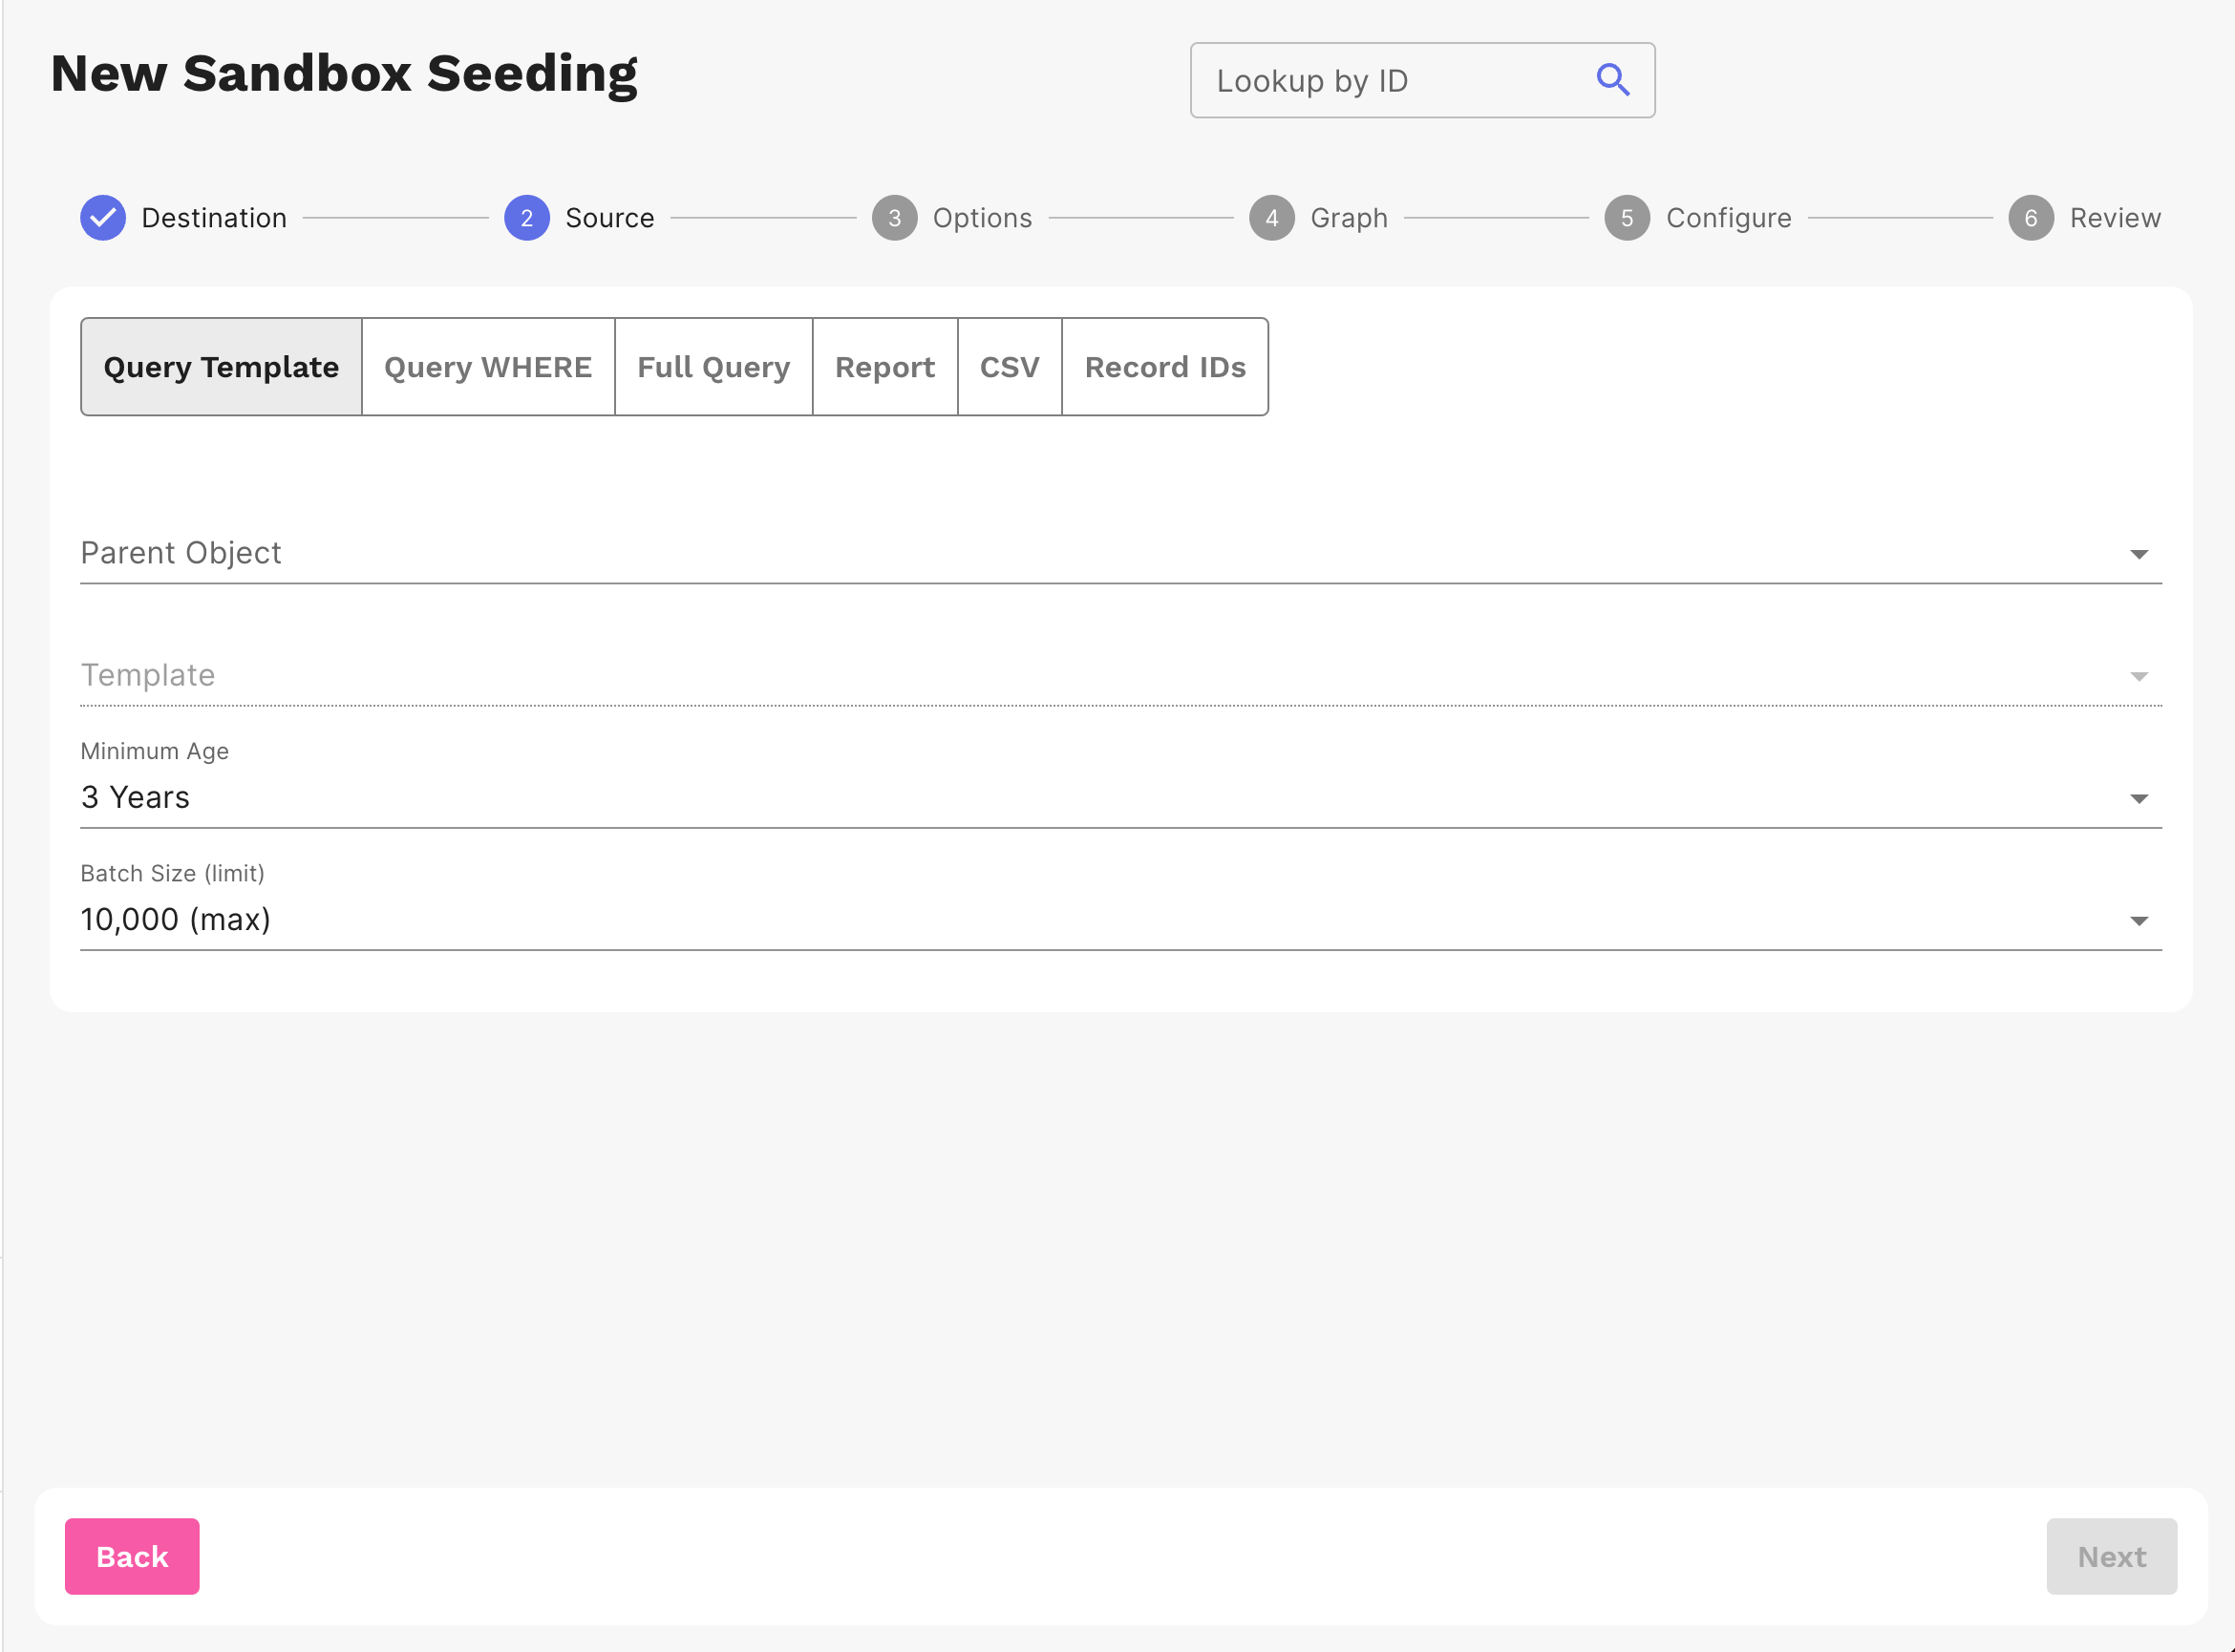 New Sandbox Seeding
Lookup by ID
Destination
2 Source
3 Options
4 Graph
5 Configure
6 Review
Query Template
Query WHERE
Full Query
Report
CSV
Record IDs
Parent Object
Template
Minimum Age
3 Years
Batch Size (limit)
10,000 (max)
Back
Next